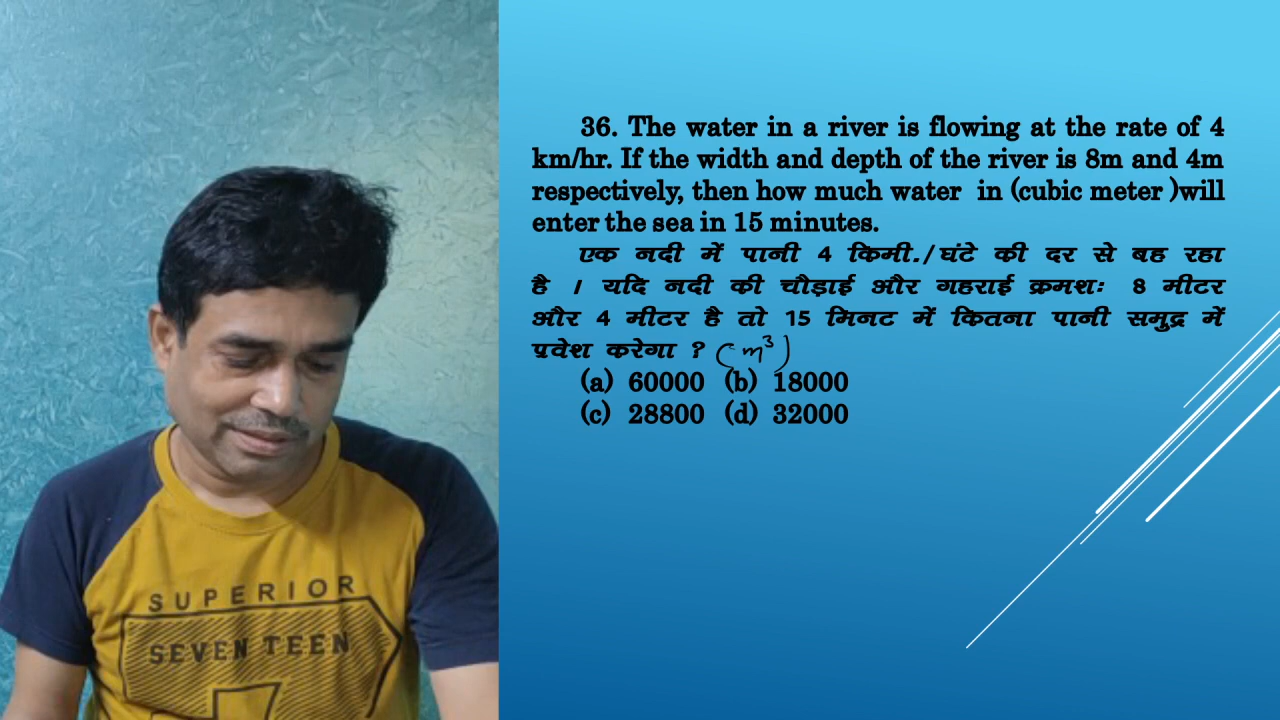 SUPERIOR
SEVEN TEEN
36. The water in a river is flowing at the rate of 4
km/hr. If the width and depth of the river is 8m and 4m
respectively, then how much water in (cubic meter )will
enter the sea in 15 minutes.
एक नदी में पानी 4 किमी./घंटे की दर से बह रहा
है । यदि नदी की चौड़ाई और गहराई क्रमशः 8 मीटर
और 4 मीटर है तो 15 मिनट में कितना पानी समुद्र में
प्रवेश करेगा ? (m³)
(a) 60000 (b) 18000
(c) 28800 (d) 32000